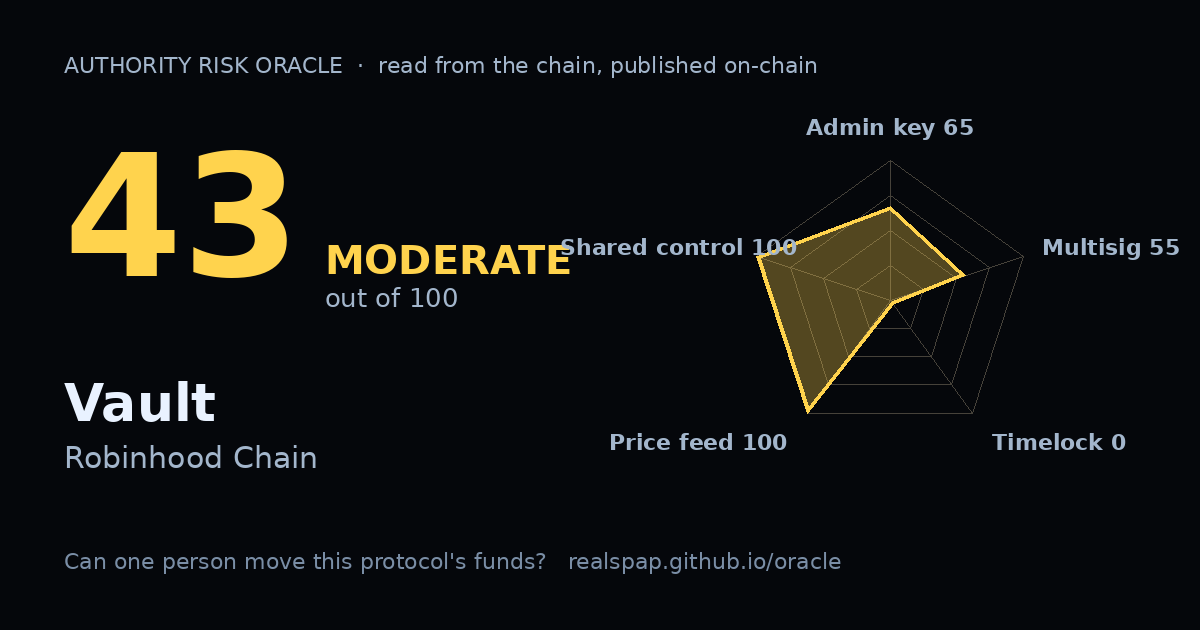 AUTHORITY RISK ORACLE · read from the chain, published on-chain
43
MODERATE
out of 100
Vault
Robinhood Chain
Admin key 65
Shared control 100
Multisig 55
Price feed 100
Timelock 0
Can one person move this protocol's funds? realspap.github.io/oracle